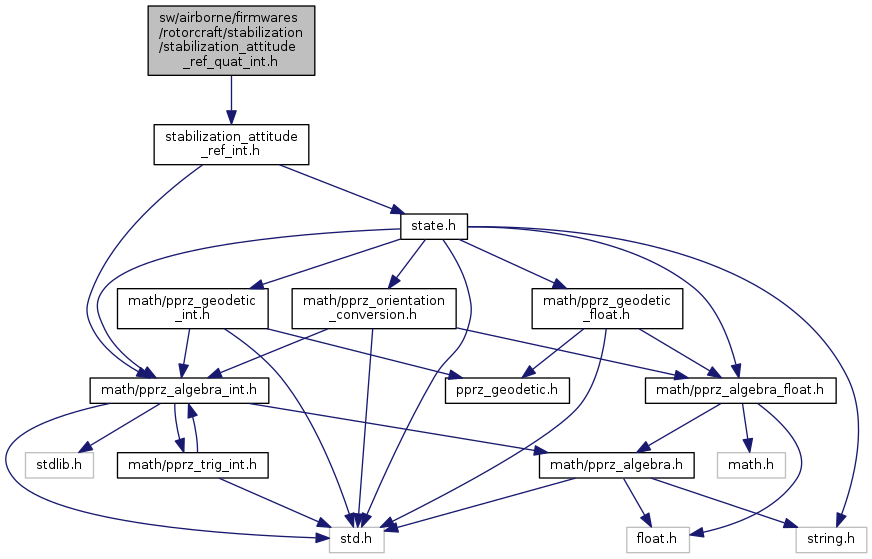 sw/airborne/firmwares
/rotorcraft/stabilization
/stabilization_attitude
_ref_quat_int.h
stabilization_attitude
_ref_int.h
state.h
math/pprz_geodetic
_int.h
math/pprz_orientation
_conversion.h
math/pprz_geodetic
_float.h
math/pprz_algebra_int.h
pprz_geodetic.h
math/pprz_algebra_float.h
stdlib.h
math/pprz_trig_int.h
math/pprz_algebra.h
math.h
std.h
float.h
string.h